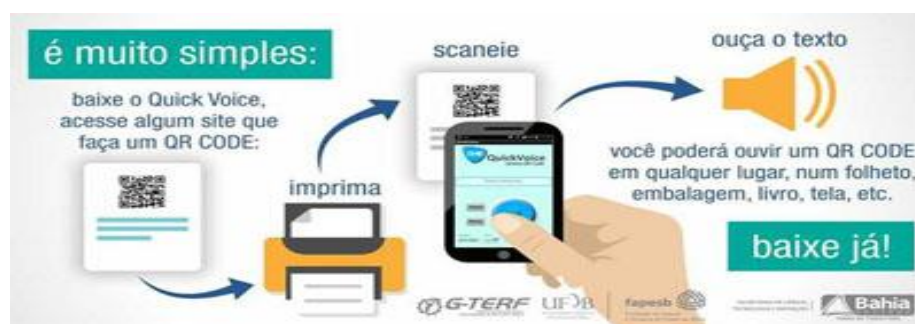 é muito simples:
baixe o Quick Voice,
acesse algum site que
faça um QR CODE:
imprima
scaneie
QuickVoice
ouça o texto
você poderá ouvir um QR CODE
em qualquer lugar, num folheto,
embalagem, livro, tela, etc.
baixe já!
G-TERF
UFOB
fapesb
Bahia